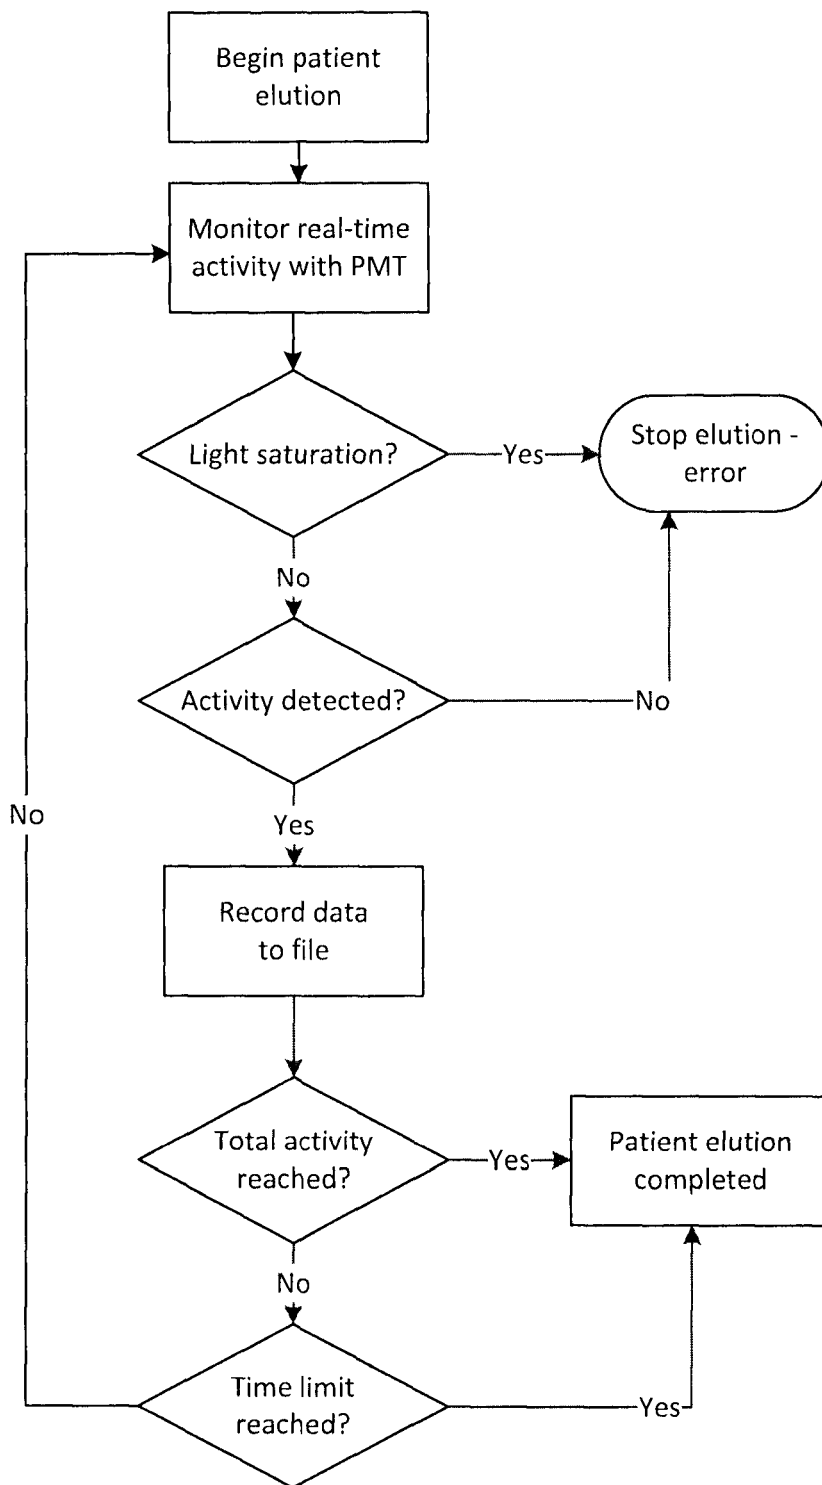 Begin patient
elution
Monitor real-time
activity with PMT
Light saturation?
Yes
Stop elution -
error
No
Activity detected?
No
No
Yes
Record data
to file
Total activity
reached?
Yes
Patient elution
completed
No
Time limit
reached?
Yes